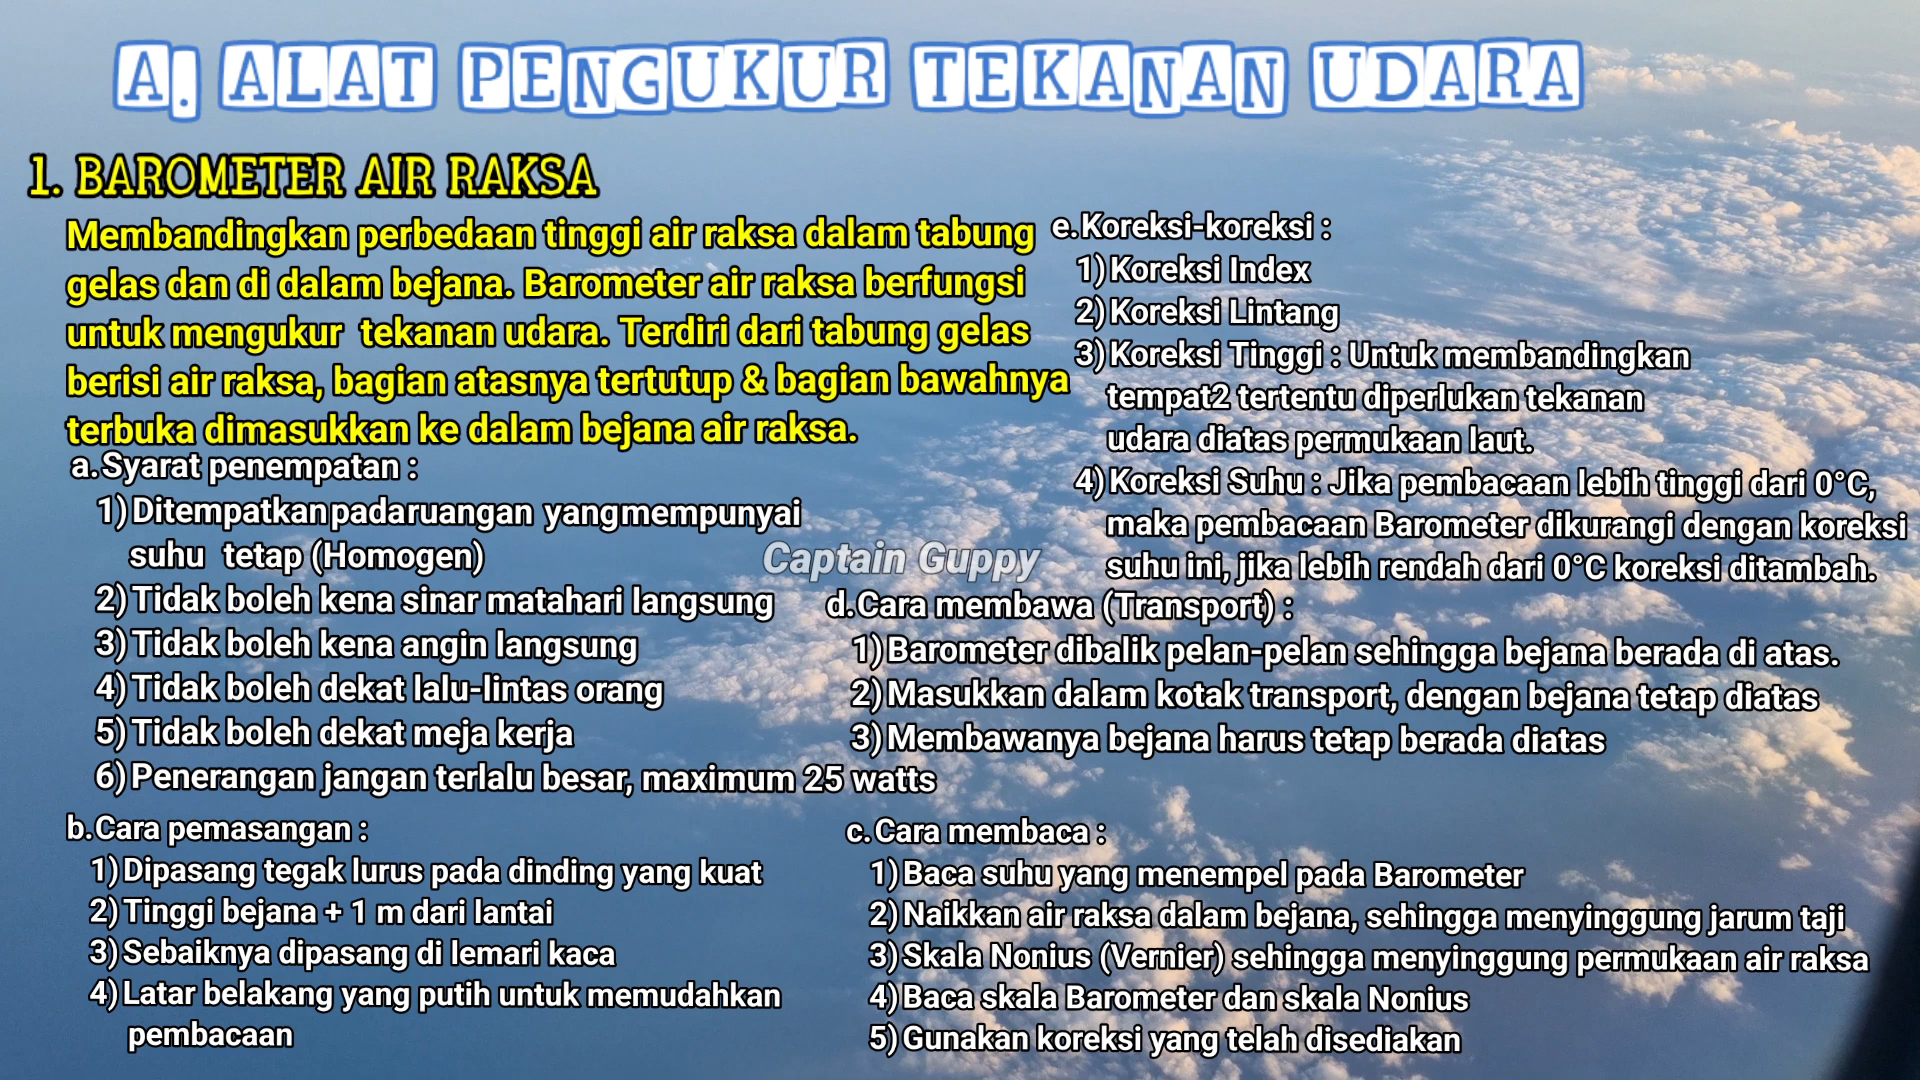 A. ALAT PENGUKUR TEKANAN UDARA
1. BAROMETER AIR RAKSA
Membandingkan perbedaan tinggi air raksa dalam tabung
gelas dan di dalam bejana. Barometer air raksa berfungsi
untuk mengukur tekanan udara. Terdiri dari tabung gelas
berisi air raksa, bagian atasnya tertutup & bagian bawahnya
terbuka dimasukkan ke dalam bejana air raksa.
a. Syarat penempatan :
1) Ditempatkan pada ruangan yang mempunyai
suhu tetap (Homogen)
2) Tidak boleh kena sinar matahari langsung
3) Tidak boleh kena angin langsung
4) Tidak boleh dekat lalu-lintas orang
5) Tidak boleh dekat meja kerja
6) Penerangan jangan terlalu besar, maximum 25 watts
b. Cara pemasangan :
1) Dipasang tegak lurus pada dinding yang kuat
2) Tinggi bejana + 1 m dari lantai
3) Sebaiknya dipasang di lemari kaca
4) Latar belakang yang putih untuk memudahkan
pembacaan
c. Cara membaca :
1) Baca suhu yang menempel pada Barometer
2) Naikkan air raksa dalam bejana, sehingga menyinggung jarum taji
3) Skala Nonius (Vernier) sehingga menyinggung permukaan air raksa
4) Baca skala Barometer dan skala Nonius
5) Gunakan koreksi yang telah disediakan
d. Cara membawa (Transport) :
1) Barometer dibalik pelan-pelan sehingga bejana berada di atas.
2) Masukkan dalam kotak transport, dengan bejana tetap diatas
3) Membawanya bejana harus tetap berada diatas
e. Koreksi-koreksi :
1) Koreksi Index
2) Koreksi Lintang
3) Koreksi Tinggi : Untuk membandingkan
tempat2 tertentu diperlukan tekanan
udara diatas permukaan laut.
4) Koreksi Suhu : Jika pembacaan lebih tinggi dari 0°C,
maka pembacaan Barometer dikurangi dengan koreksi
suhu ini, jika lebih rendah dari 0°C koreksi ditambah.
Captain Guppy